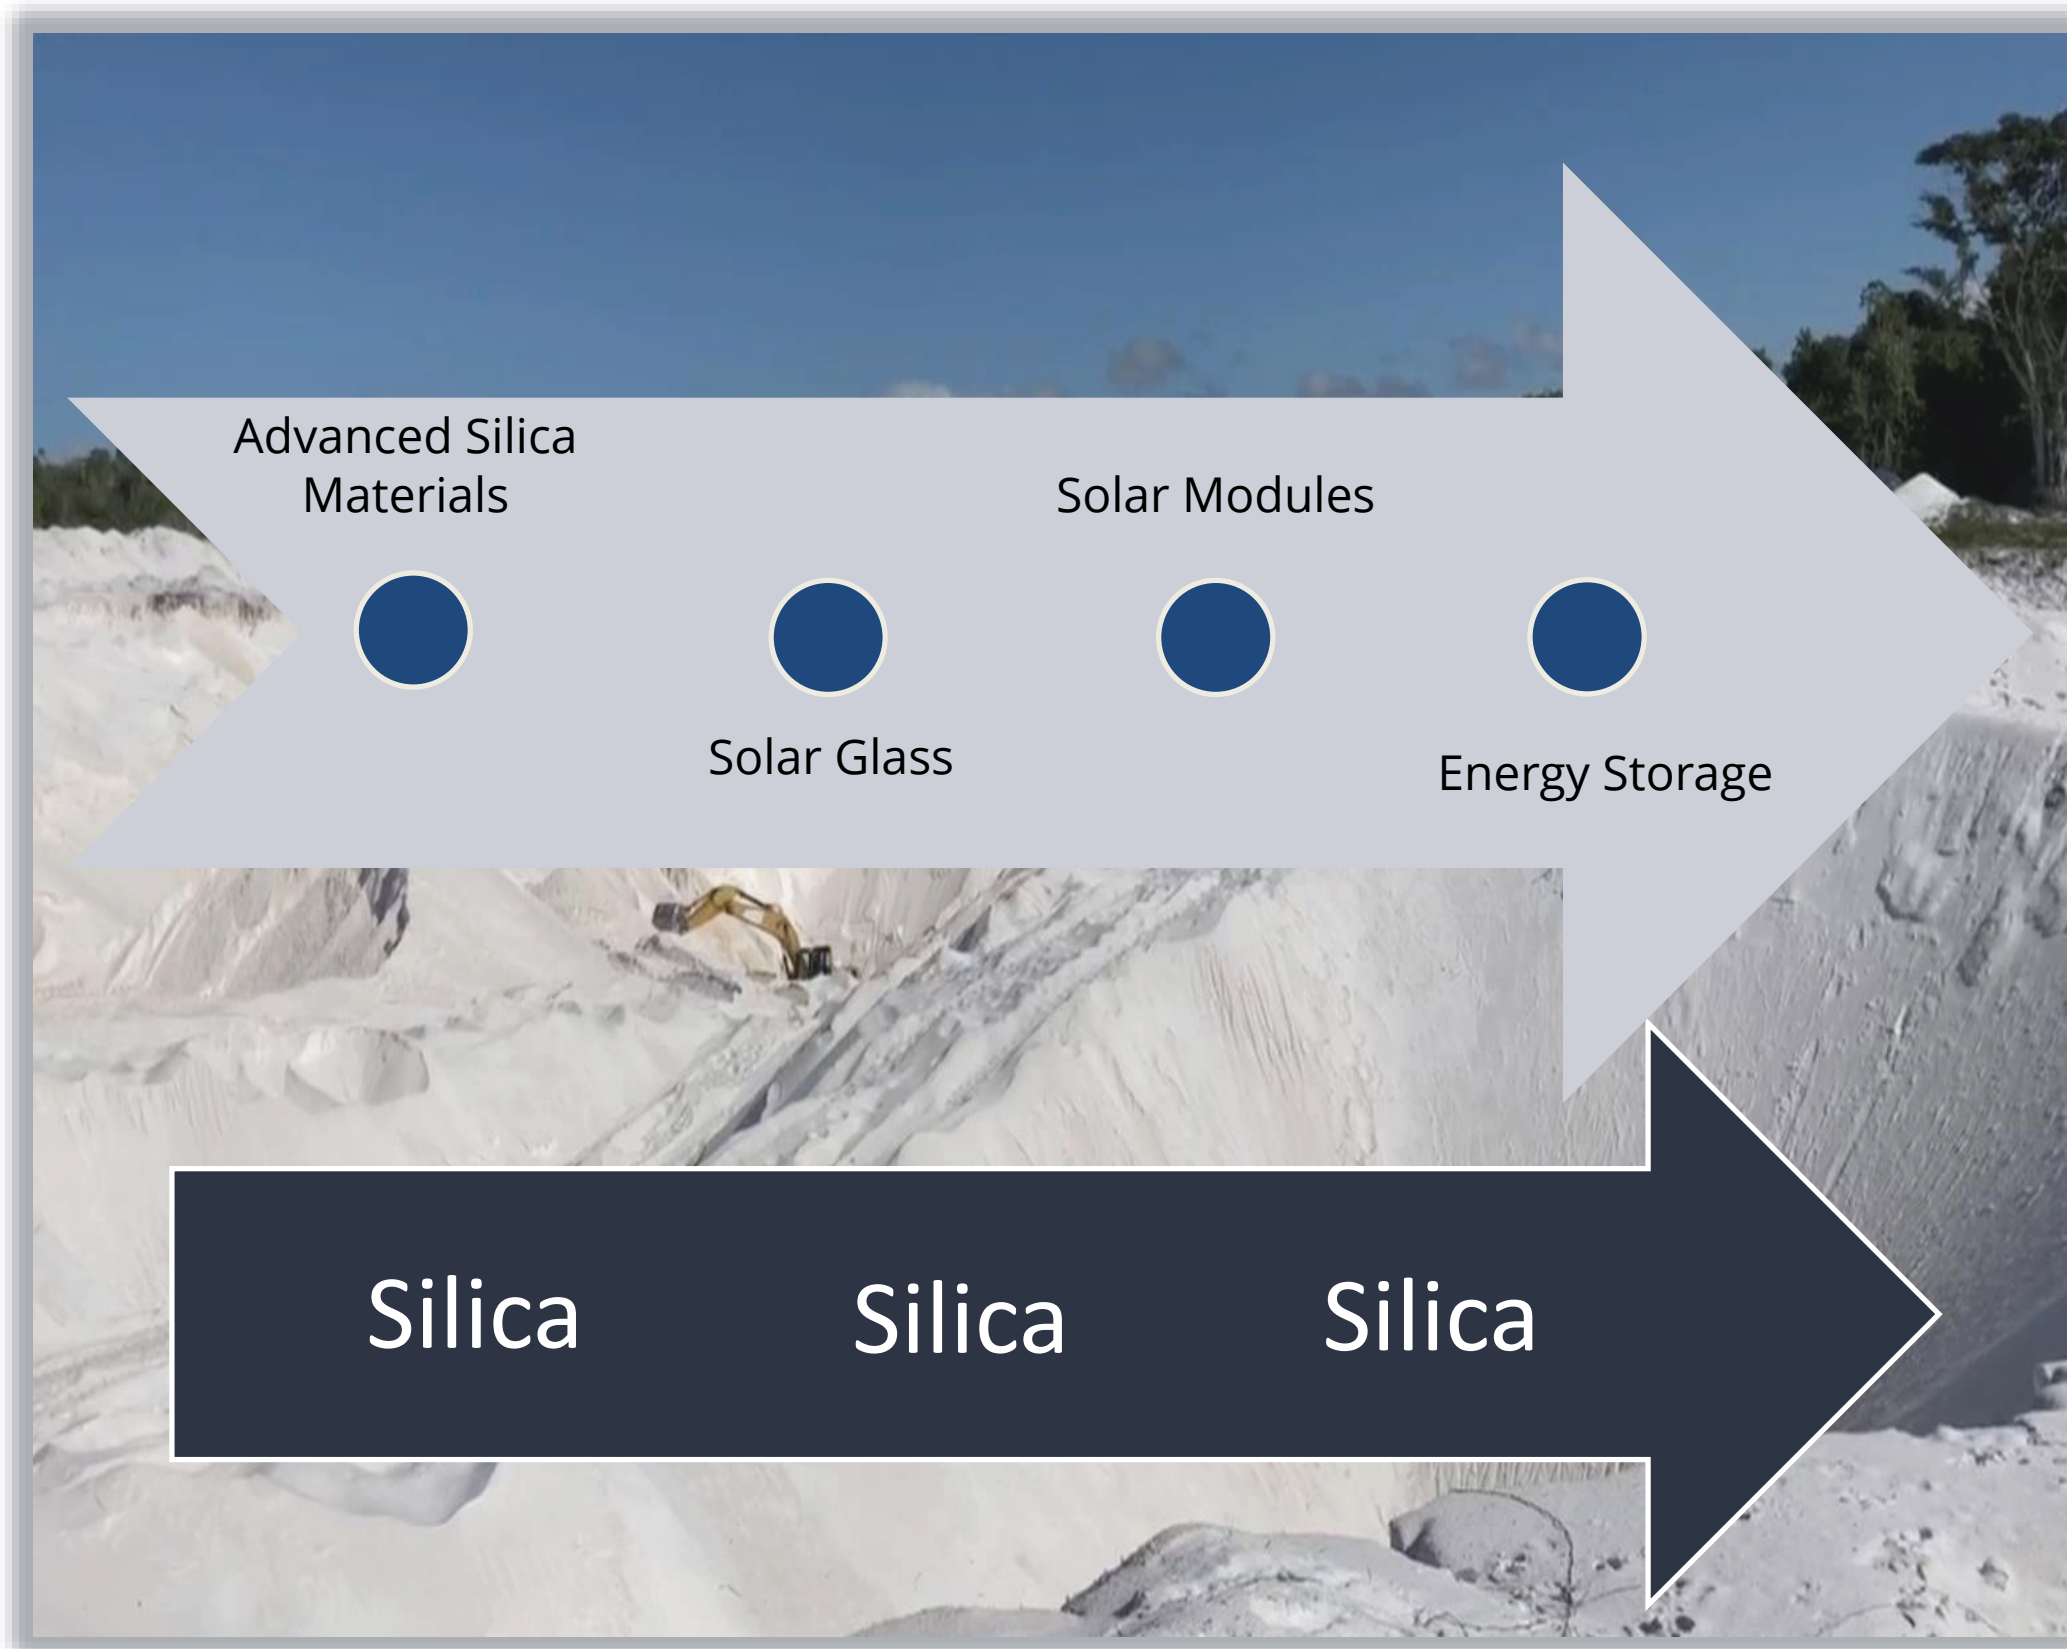 Advanced Silica
Materials
Solar Modules
Solar Glass
Energy Storage
Silica Silica Silica